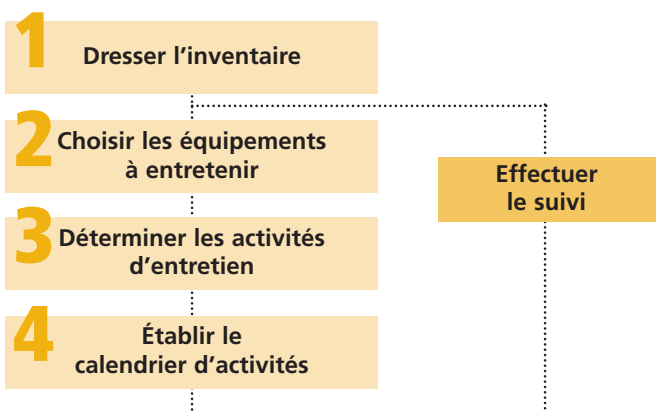 1
Dresser l'inventaire
2
Choisir les équipements
à entretenir
3
Déterminer les activités
d'entretien
4
Établir le
calendrier d'activités
Effectuer
le suivi